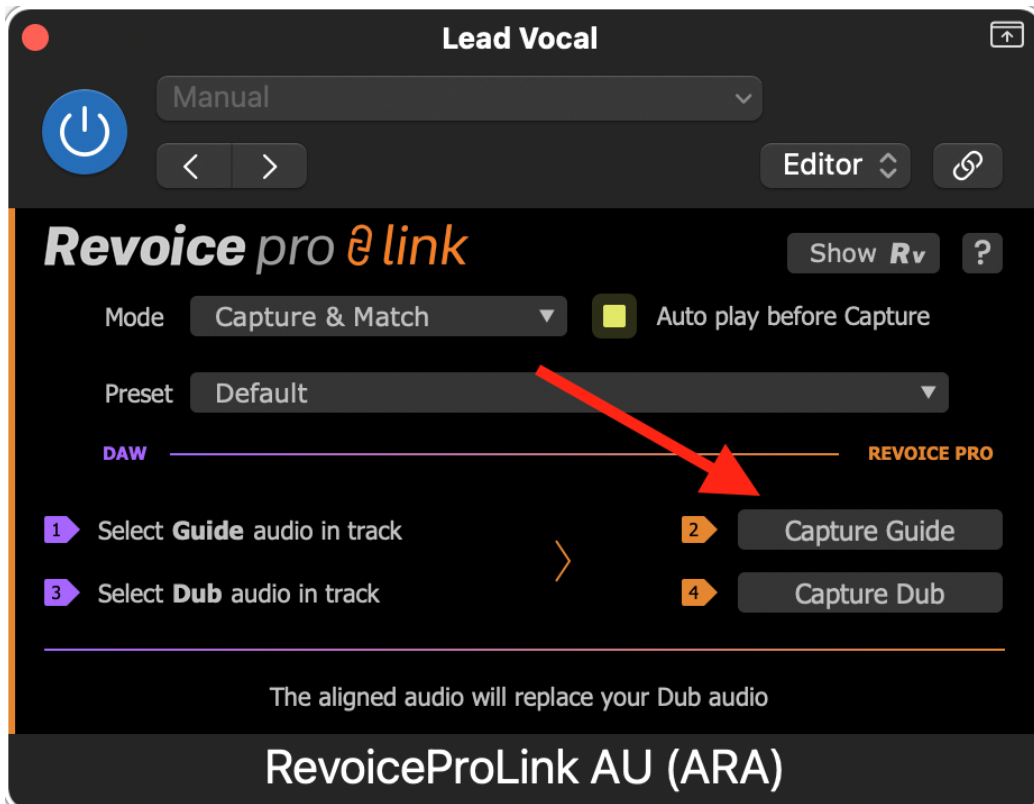 Lead Vocal
Manual
Editor
Revoice pro link
Show Rv ?
Mode Capture & Match Auto play before Capture
Preset Default
DAW REVOICE PRO
1 Select Guide audio in track 2 Capture Guide
3 Select Dub audio in track 4 Capture Dub
The aligned audio will replace your Dub audio
RevoiceProLink AU (ARA)